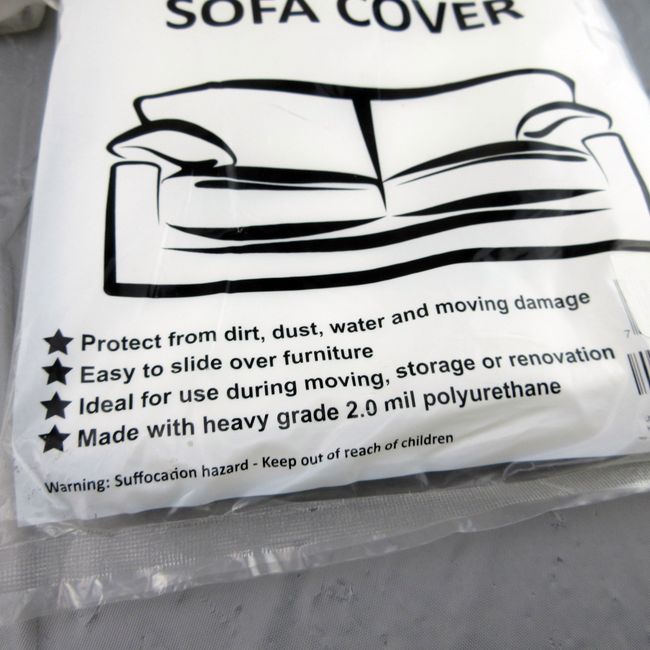 SOFA COVER
★ Protect from dirt, dust, water and moving damage
★ Easy to slide over furniture
★ Ideal for use during moving, storage or renovation
★ Made with heavy grade 2.0 mil polyurethane
Warning: Suffocation hazard - Keep out of reach of children
7